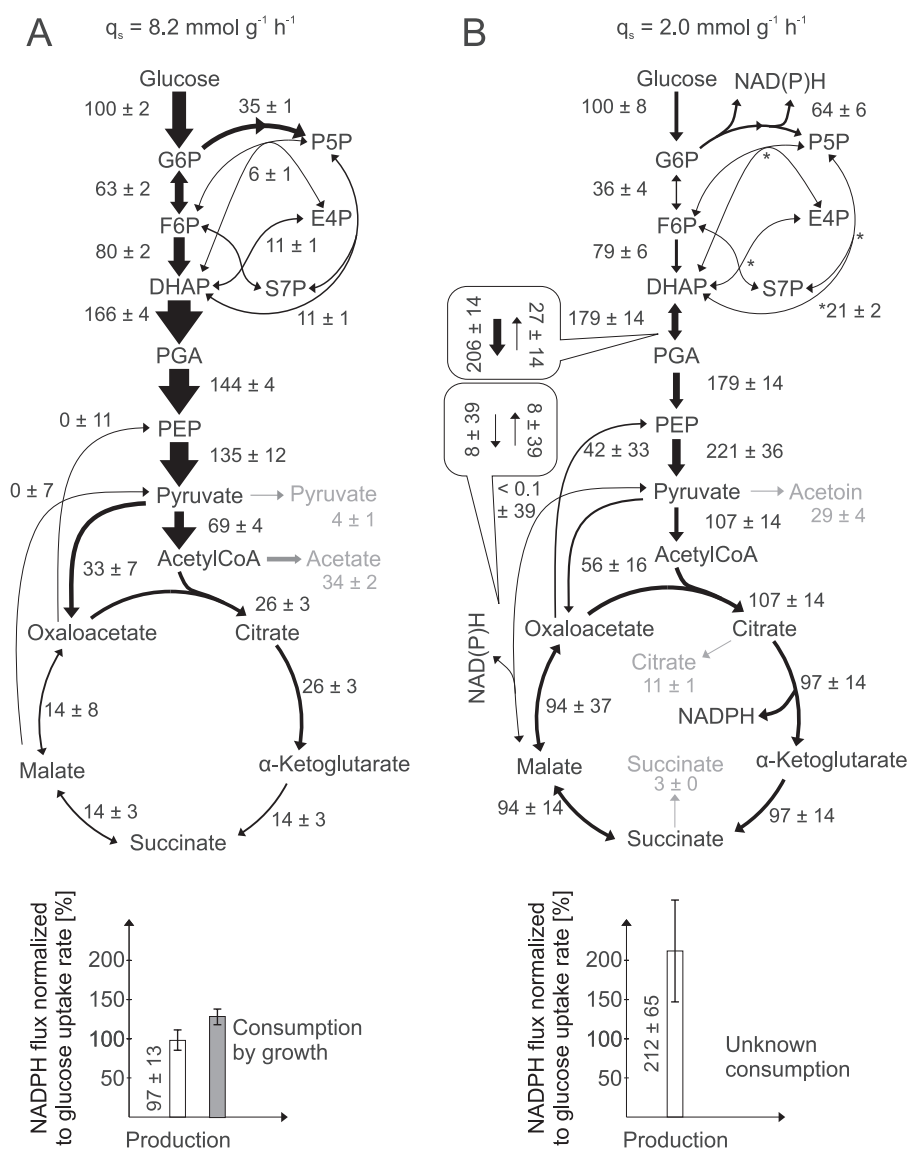 A
qₛ = 8.2 mmol g⁻¹ h⁻¹
Glucose
100 ± 2
35 ± 1
P5P
G6P
6 ± 1
63 ± 2
F6P
E4P
80 ± 2
11 ± 1
DHAP
S7P
166 ± 4
11 ± 1
PGA
144 ± 4
0 ± 11
PEP
135 ± 12
0 ± 7
Pyruvate
Pyruvate
4 ± 1
69 ± 4
AcetylCoA
Acetate
34 ± 2
33 ± 7
26 ± 3
Oxaloacetate
Citrate
26 ± 3
14 ± 8
Malate
α-Ketoglutarate
14 ± 3
14 ± 3
Succinate
NADPH flux normalized
to glucose uptake rate [%]
200
150
100
50
97 ± 13
Consumption
by growth
Production
B
qₛ = 2.0 mmol g⁻¹ h⁻¹
Glucose
NAD(P)H
100 ± 8
64 ± 6
P5P
G6P
*
36 ± 4
F6P
E4P
*
79 ± 6
*
DHAP
S7P
206 ± 14
27 ± 14
179 ± 14
*21 ± 2
PGA
179 ± 14
8 ± 39
8 ± 39
PEP
42 ± 33
221 ± 36
< 0.1
± 39
Pyruvate
Acetoin
29 ± 4
107 ± 14
AcetylCoA
56 ± 16
107 ± 14
Oxaloacetate
Citrate
NAD(P)H
Citrate
11 ± 1
97 ± 14
94 ± 37
NADPH
Malate
Succinate
3 ± 0
α-Ketoglutarate
94 ± 14
97 ± 14
Succinate
NADPH flux normalized
to glucose uptake rate [%]
200
150
100
50
212 ± 65
Unknown
consumption
Production